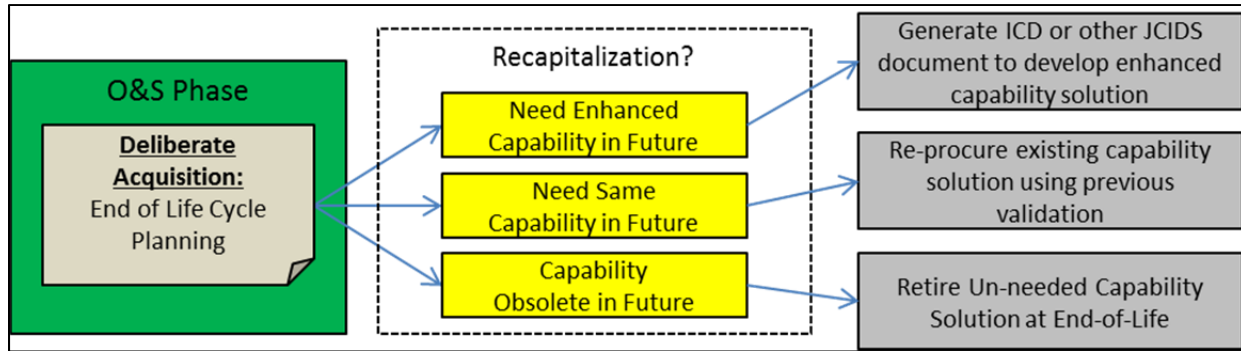 O&S Phase
Deliberate
Acquisition:
End of Life Cycle
Planning
Recapitalization?
Need Enhanced
Capability in Future
Need Same
Capability in Future
Capability
Obsolete in Future
Generate ICD or other JCIDS
document to develop enhanced
capability solution
Re-procure existing capability
solution using previous
validation
Retire Un-needed Capability
Solution at End-of-Life